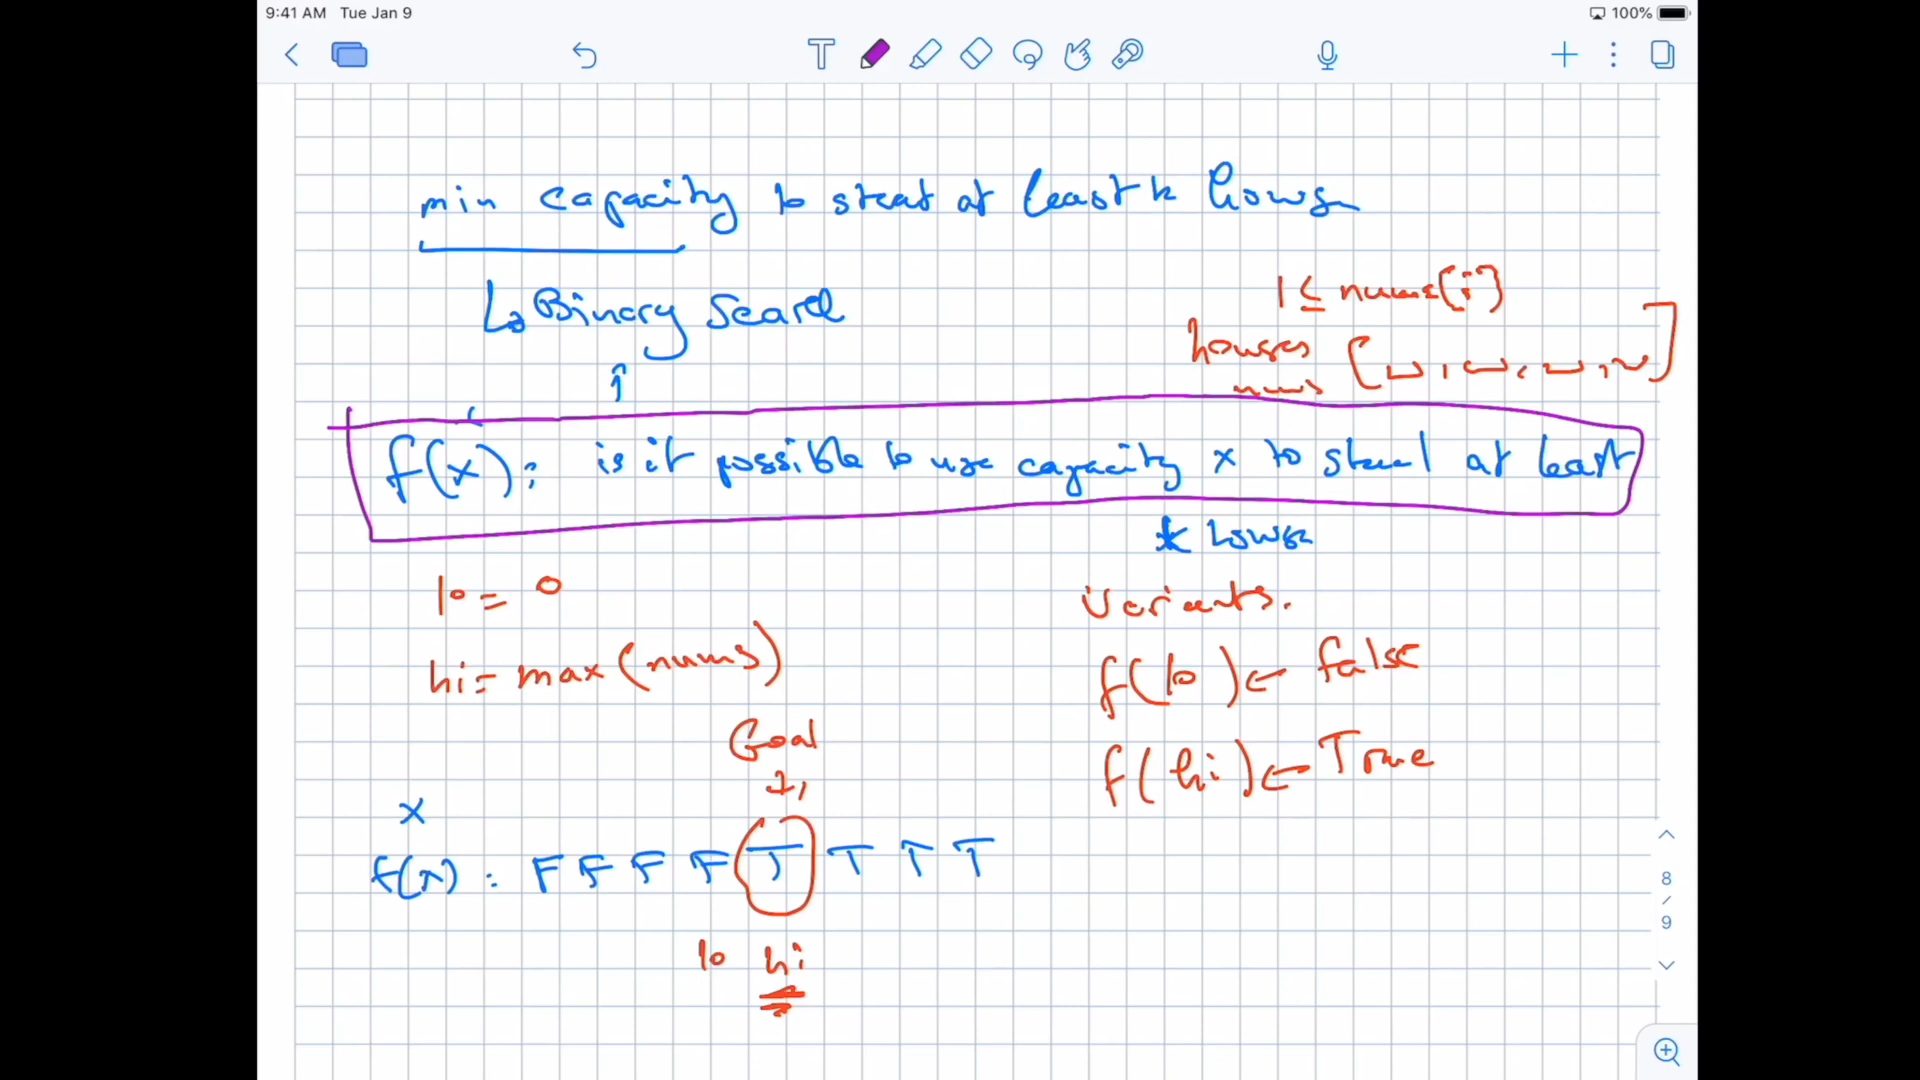 9:41 AM Tue Jan 9
100%
min capacity to steal at least k houses
↳ Binary Search
1 ≤ nums[i]
houses
nums
f(x): is it possible to use capacity x to steal at least
k houses
lo = 0
hi = max(nums)
variants.
f(lo) ← false
f(hi) ← True
Goal
x
f(x): F F F F T T T T
lo hi
8
/
9